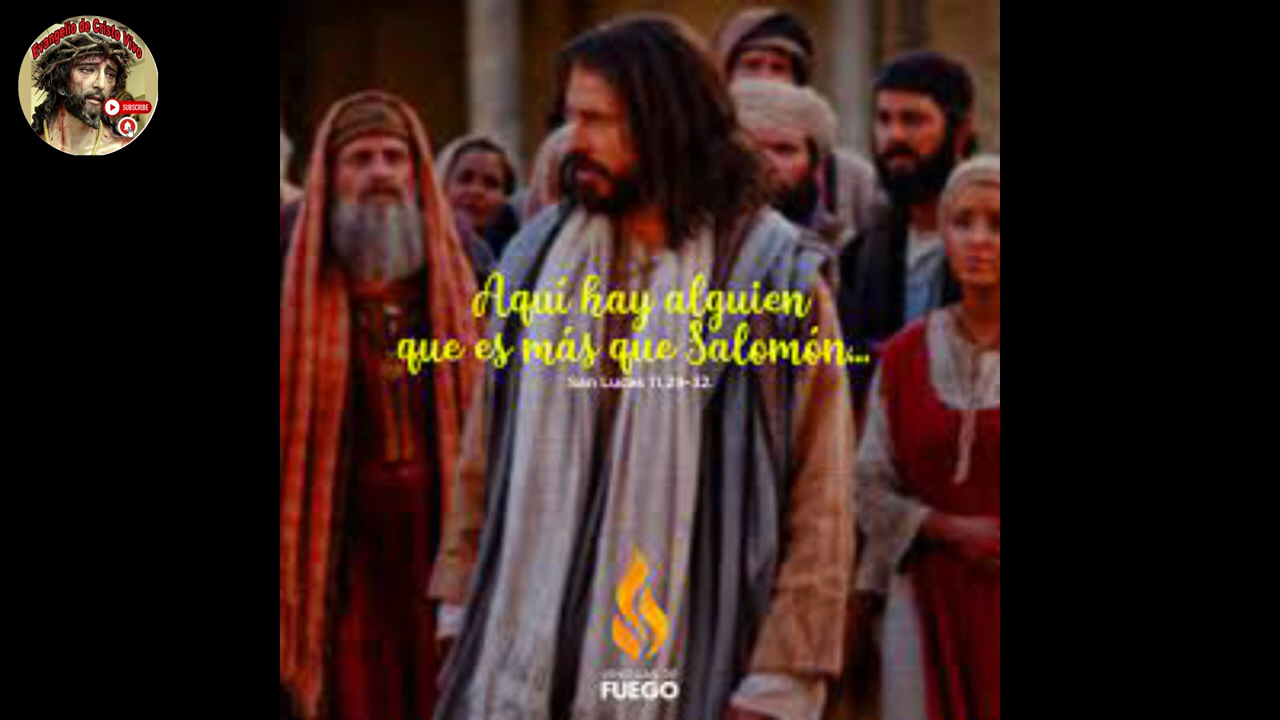 Evangelio de Cristo Vivo
SUBSCRIBE
Aquí hay alguien
que es más que Salomón...
San Lucas 11,29-32.
FUEGO